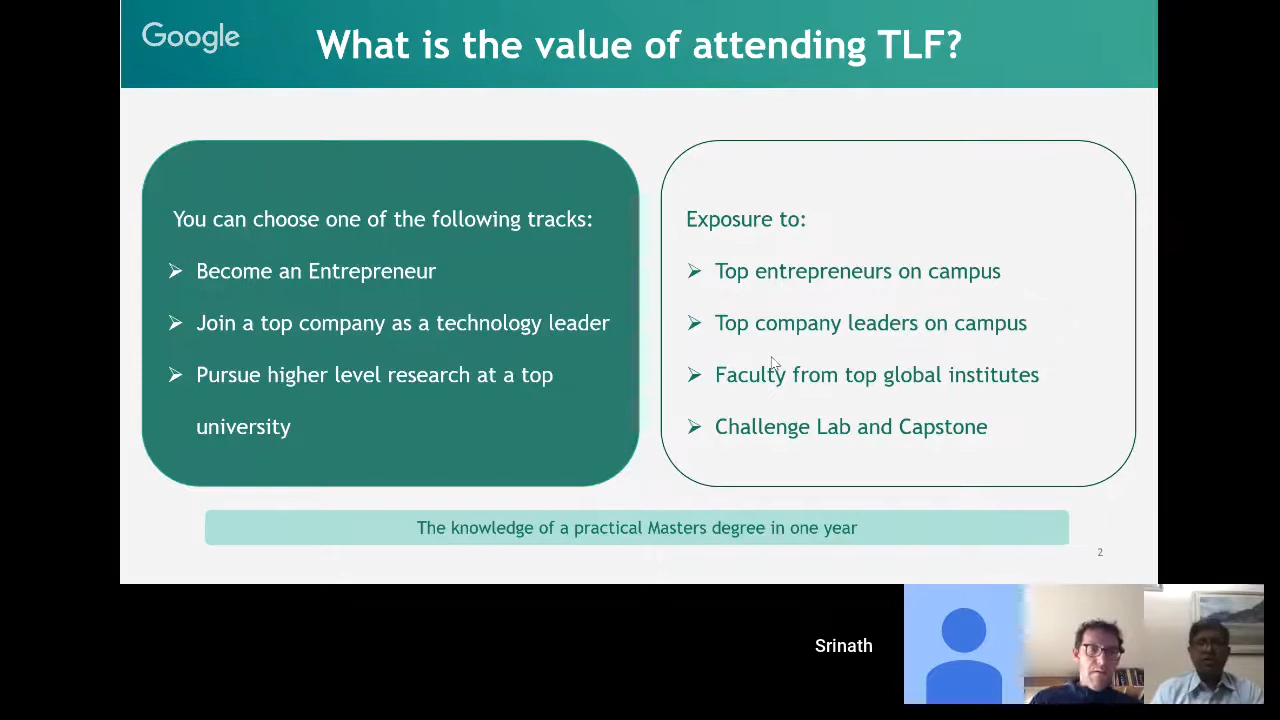 Google
What is the value of attending TLF?
You can choose one of the following tracks:
➢ Become an Entrepreneur
➢ Join a top company as a technology leader
➢ Pursue higher level research at a top
university
Exposure to:
➢ Top entrepreneurs on campus
➢ Top company leaders on campus
➢ Faculty from top global institutes
➢ Challenge Lab and Capstone
The knowledge of a practical Masters degree in one year
2
Srinath